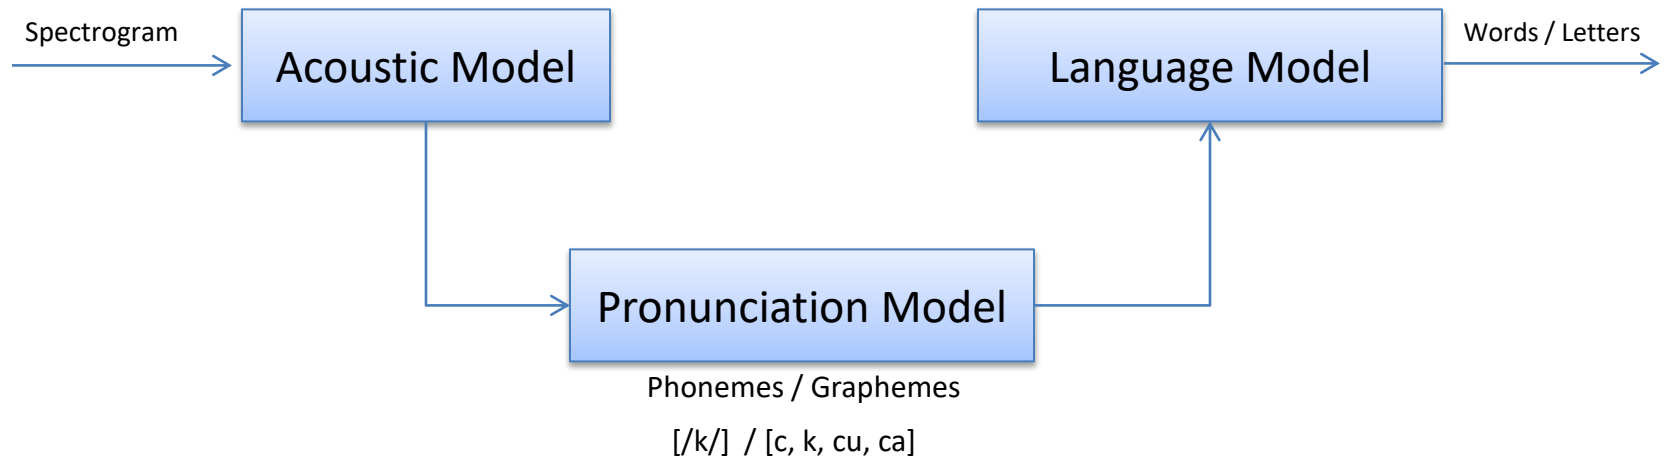 Spectrogram
Acoustic Model
Language Model
Words / Letters
Pronunciation Model
Phonemes / Graphemes
[/k/] / [c, k, cu, ca]